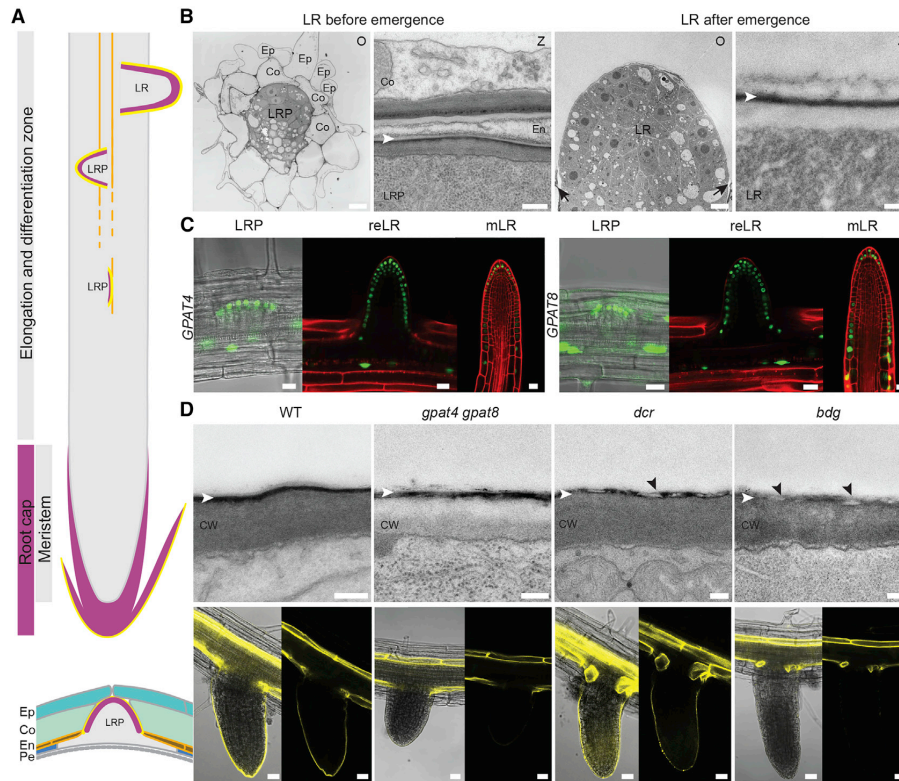 A
Elongation and differentiation zone
Root cap
Meristem
LR
LRP
LRP
Ep
Co
En
Pe
LRP
B
LR before emergence
LR after emergence
O
Ep
Ep
Ep
Ep
Co
Co
Co
LRP
Z
Co
En
LRP
O
LR
LR
C
LRP
reLR
mLR
LRP
reLR
mLR
GPAT4
GPAT8
D
WT
gpat4 gpat8
dcr
bdg
CW
CW
CW
CW